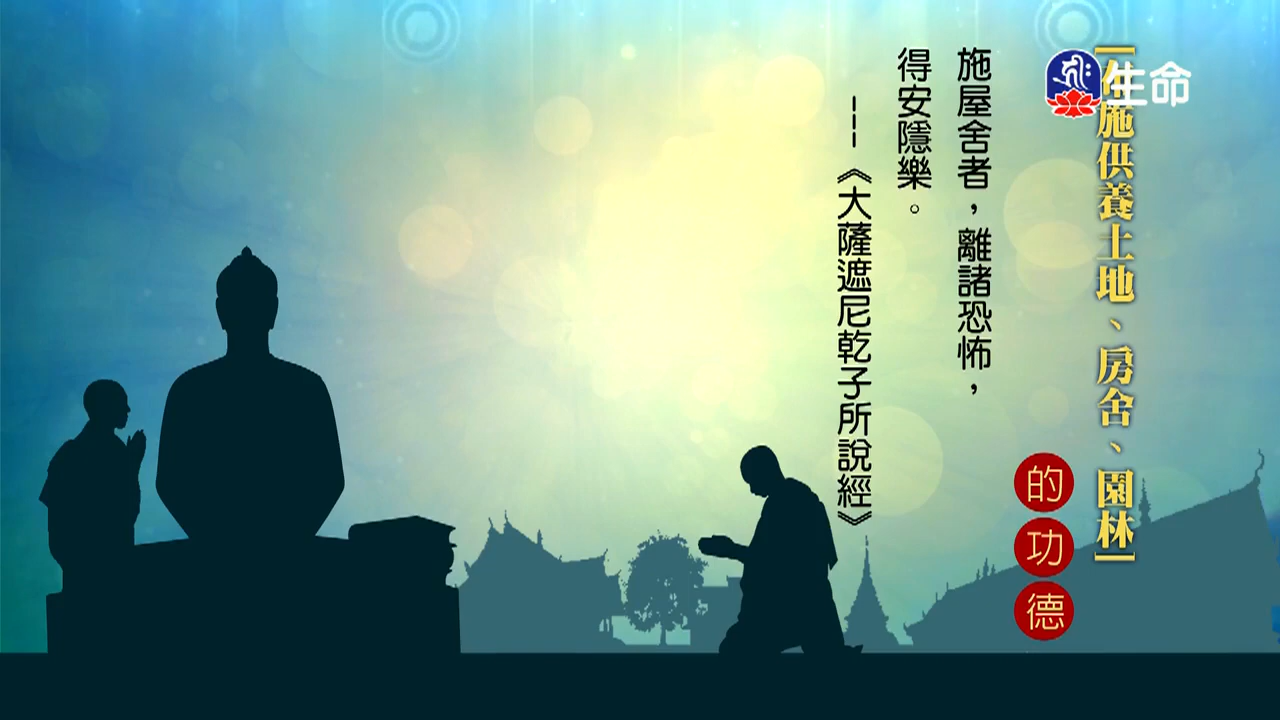 施供養土地、房舍、園林
的功德
施屋舍者，離諸恐怖，
得安隱樂。
---《大薩遮尼乾子所說經》
生命